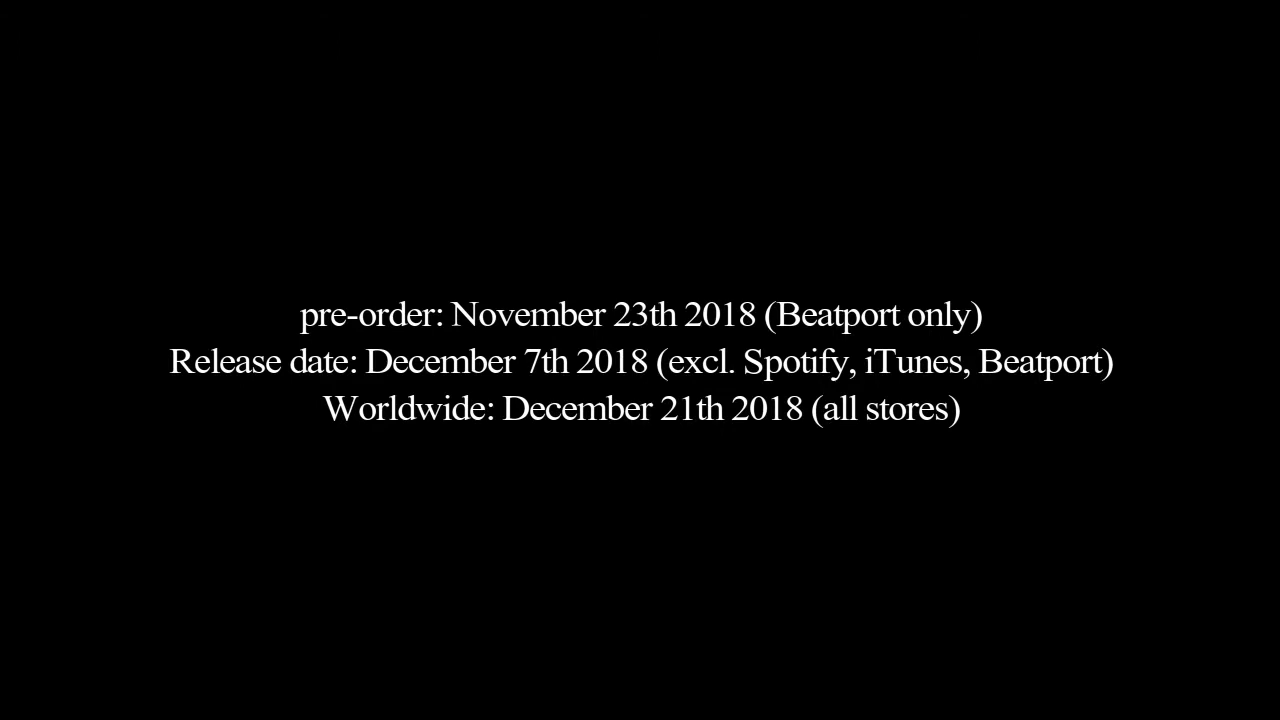 pre-order: November 23th 2018 (Beatport only)
Release date: December 7th 2018 (excl. Spotify, iTunes, Beatport)
Worldwide: December 21th 2018 (all stores)